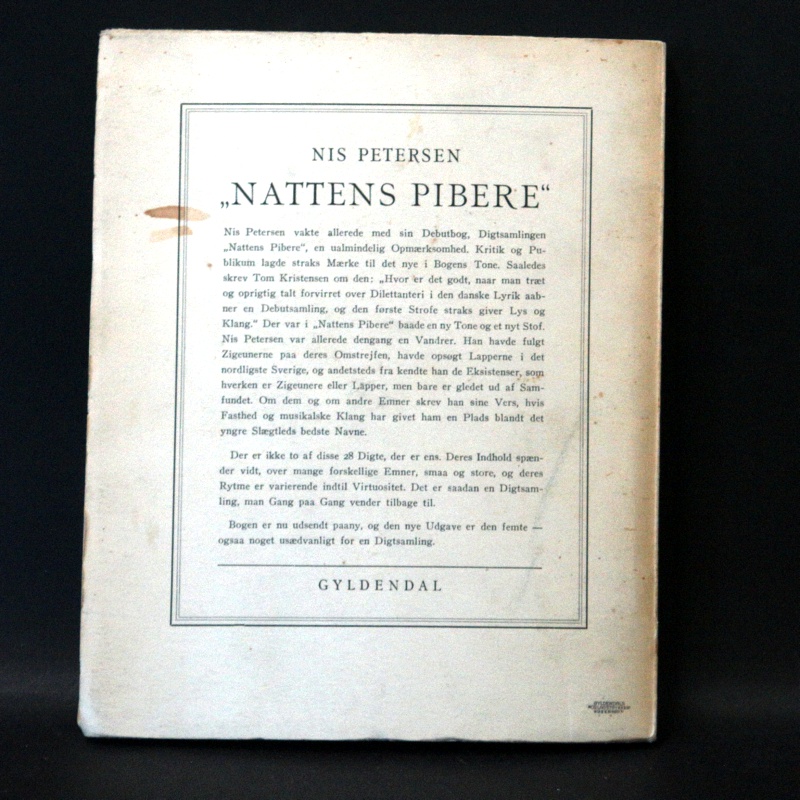 NIS PETERSEN
„NATTENS PIBERE“
Nis Petersen vakte allerede med sin Debutbog, Digtsamlingen
„Nattens Pibere“, en ualmindelig Opmærksomhed. Kritik og Pu-
blikum lagde straks Mærke til det nye i Bogens Tone. Saaledes
skrev Tom Kristensen om den: „Hvor er det godt, naar man træt
og oprigtig talt forvirret over Dilettanteri i den danske Lyrik aab-
ner en Debutsamling, og den første Strofe straks giver Lys og
Klang.“ Der var i „Nattens Pibere“ baade en ny Tone og et nyt Stof.
Nis Petersen var allerede dengang en Vandrer. Han havde fulgt
Zigeunerne paa deres Omstrejfen, havde opsøgt Lapperne i det
nordligste Sverige, og andetsteds fra kendte han de Eksistenser, som
hverken er Zigeunere eller Lapper, men bare er gledet ud af Sam-
fundet. Om dem og om andre Emner skrev han sine Vers, hvis
Fasthed og musikalske Klang har givet ham en Plads blandt det
yngre Slægtleds bedste Navne.
Der er ikke to af disse 28 Digte, der er ens. Deres Indhold spæn-
der vidt, over mange forskellige Emner, smaa og store, og deres
Rytme er varierende indtil Virtuositet. Det er saadan en Digtsam-
ling, man Gang paa Gang vender tilbage til.
Bogen er nu udsendt paany, og den nye Udgave er den femte —
ogsaa noget usædvanligt for en Digtsamling.
GYLDENDAL